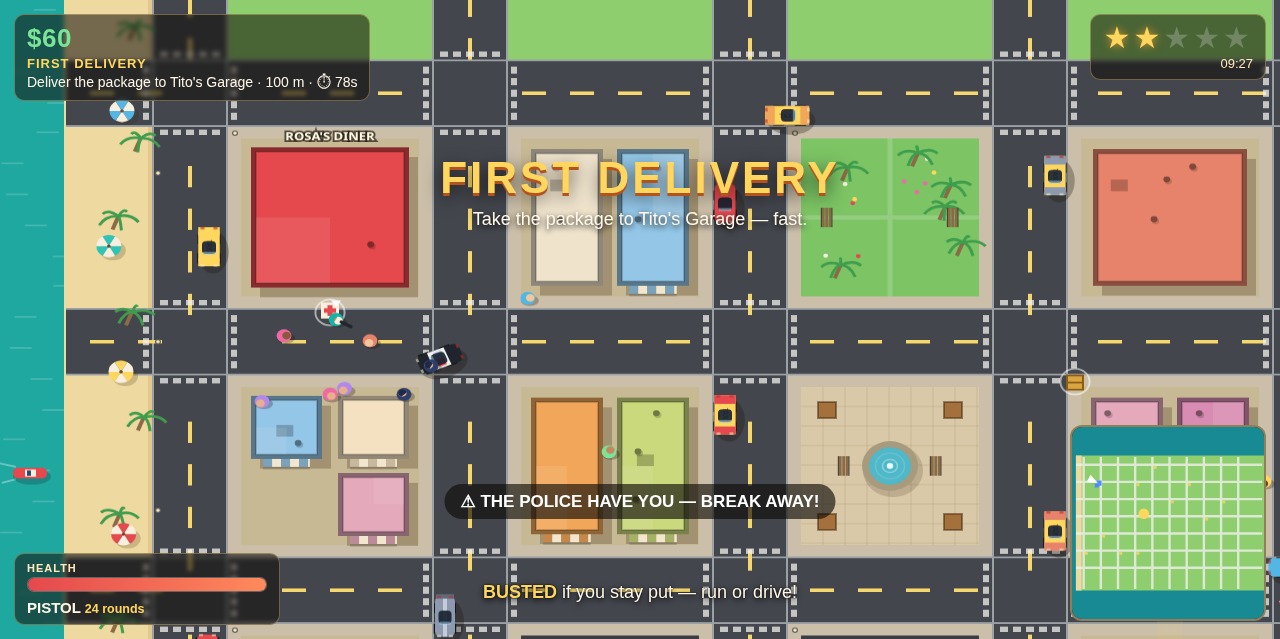 $60
FIRST DELIVERY
Deliver the package to Tito's Garage · 100 m · ⏱ 78s
09:27
ROSA'S DINER
FIRST DELIVERY
Take the package to Tito's Garage — fast.
⚠ THE POLICE HAVE YOU — BREAK AWAY!
HEALTH
PISTOL 24 rounds
BUSTED if you stay put — run or drive!